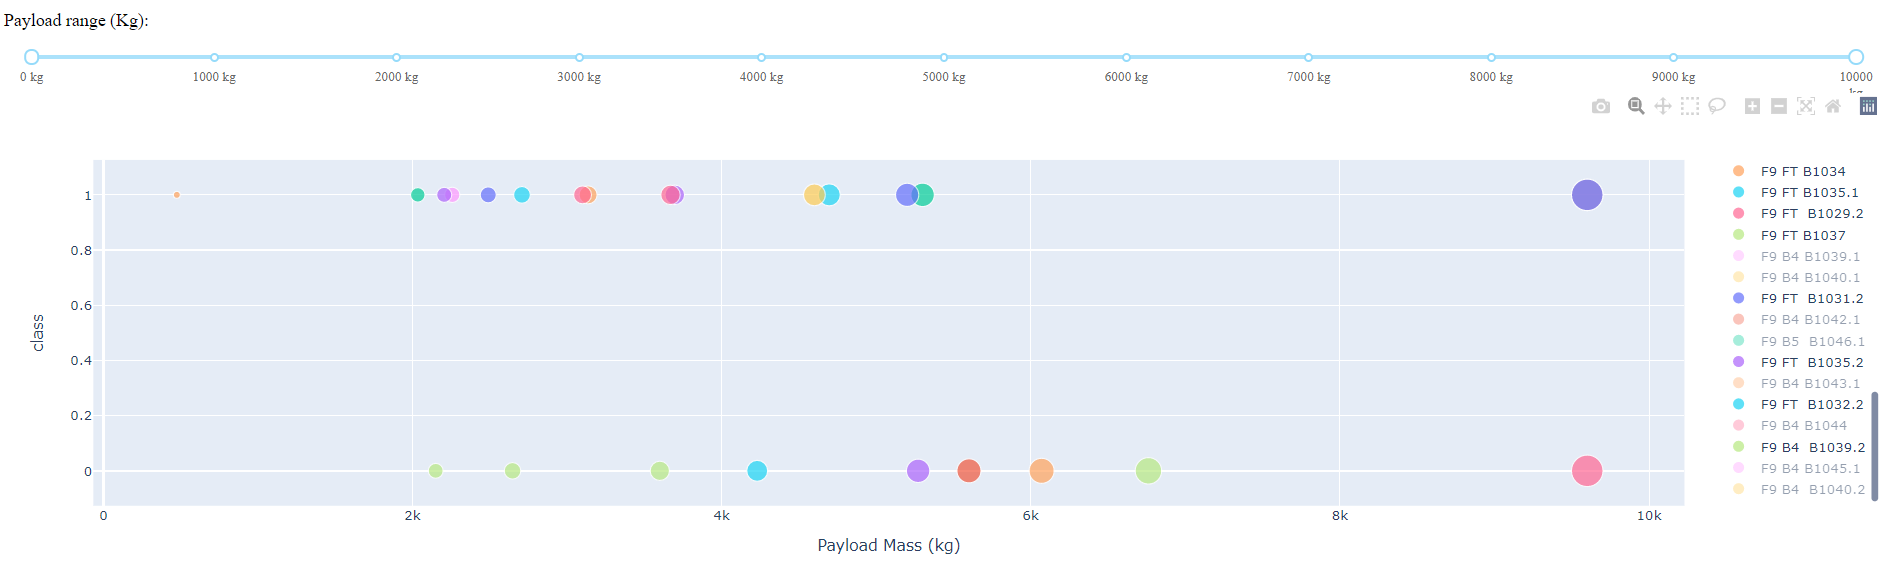 Payload range (Kg):
0 kg 1000 kg 2000 kg 3000 kg 4000 kg 5000 kg 6000 kg 7000 kg 8000 kg 9000 kg 10000
1
0.8
0.6
0.4
0.2
0
class
0 2k 4k 6k 8k 10k
Payload Mass (kg)
F9 FT B1034
F9 FT B1035.1
F9 FT  B1029.2
F9 FT B1037
F9 B4 B1039.1
F9 B4 B1040.1
F9 FT  B1031.2
F9 B4 B1042.1
F9 B5  B1046.1
F9 FT  B1035.2
F9 B4 B1043.1
F9 FT  B1032.2
F9 B4 B1044
F9 B4  B1039.2
F9 B4 B1045.1
F9 B4  B1040.2